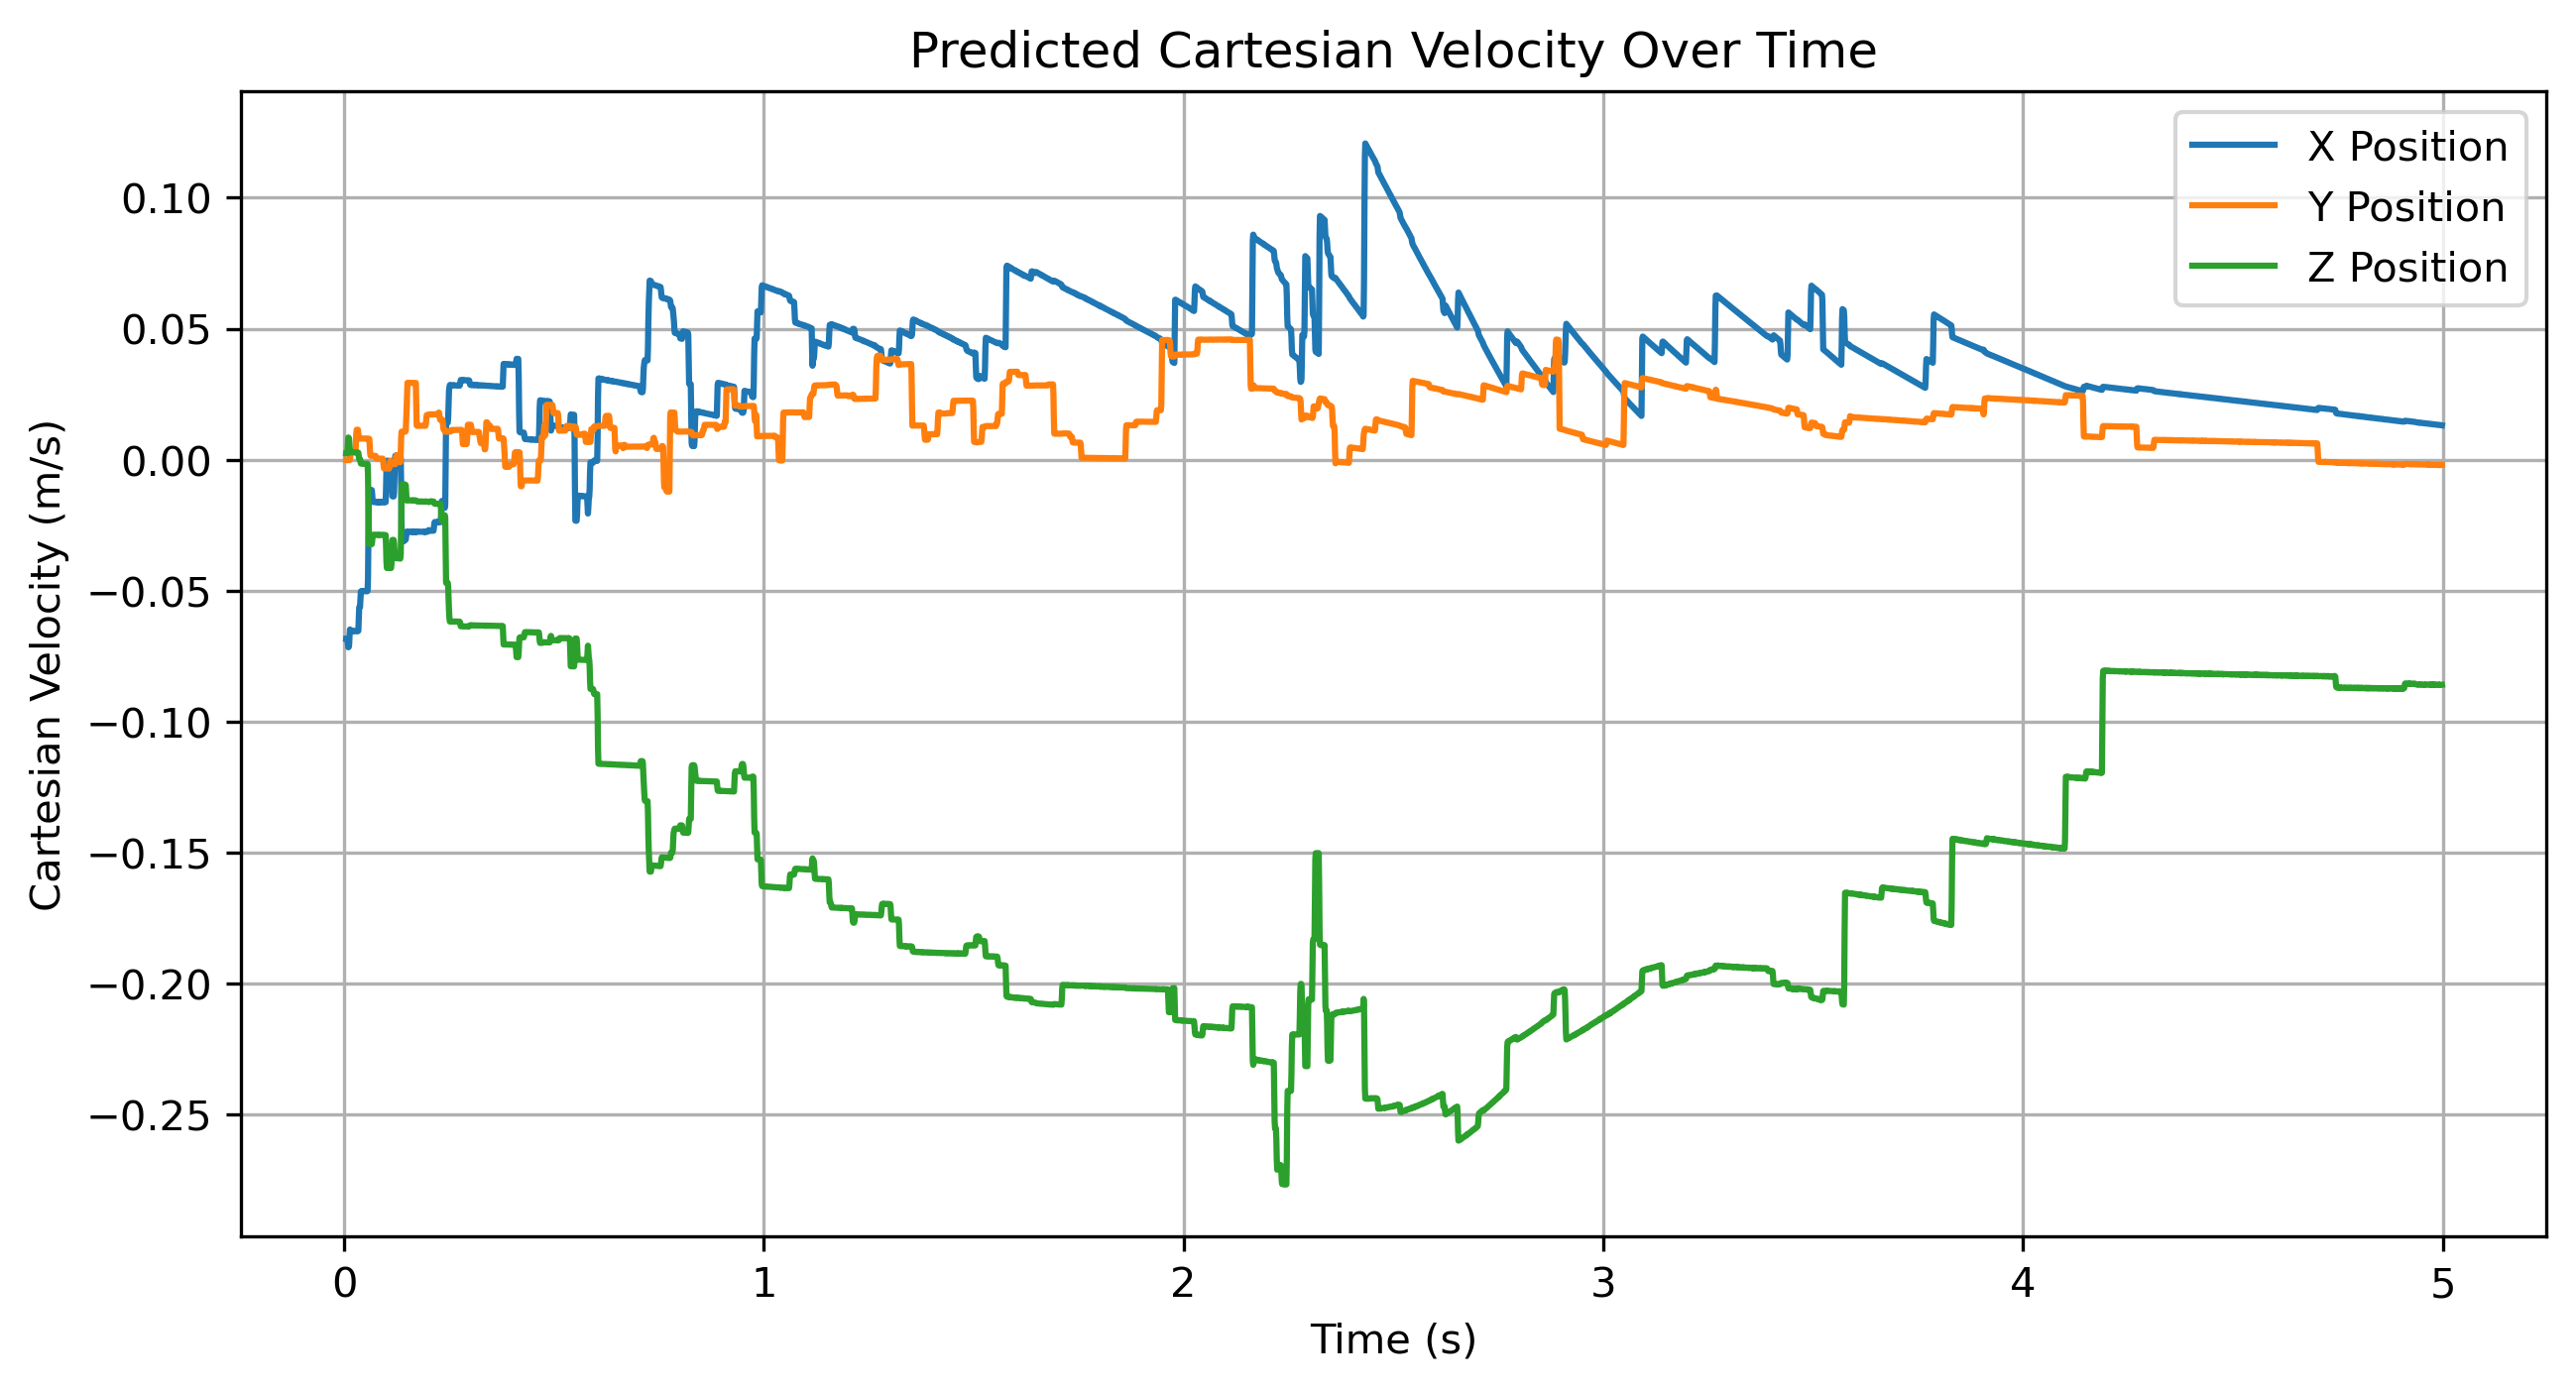 Predicted Cartesian Velocity Over Time
X Position
Y Position
Z Position
Cartesian Velocity (m/s)
0.10
0.05
0.00
−0.05
−0.10
−0.15
−0.20
−0.25
0 1 2 3 4 5
Time (s)